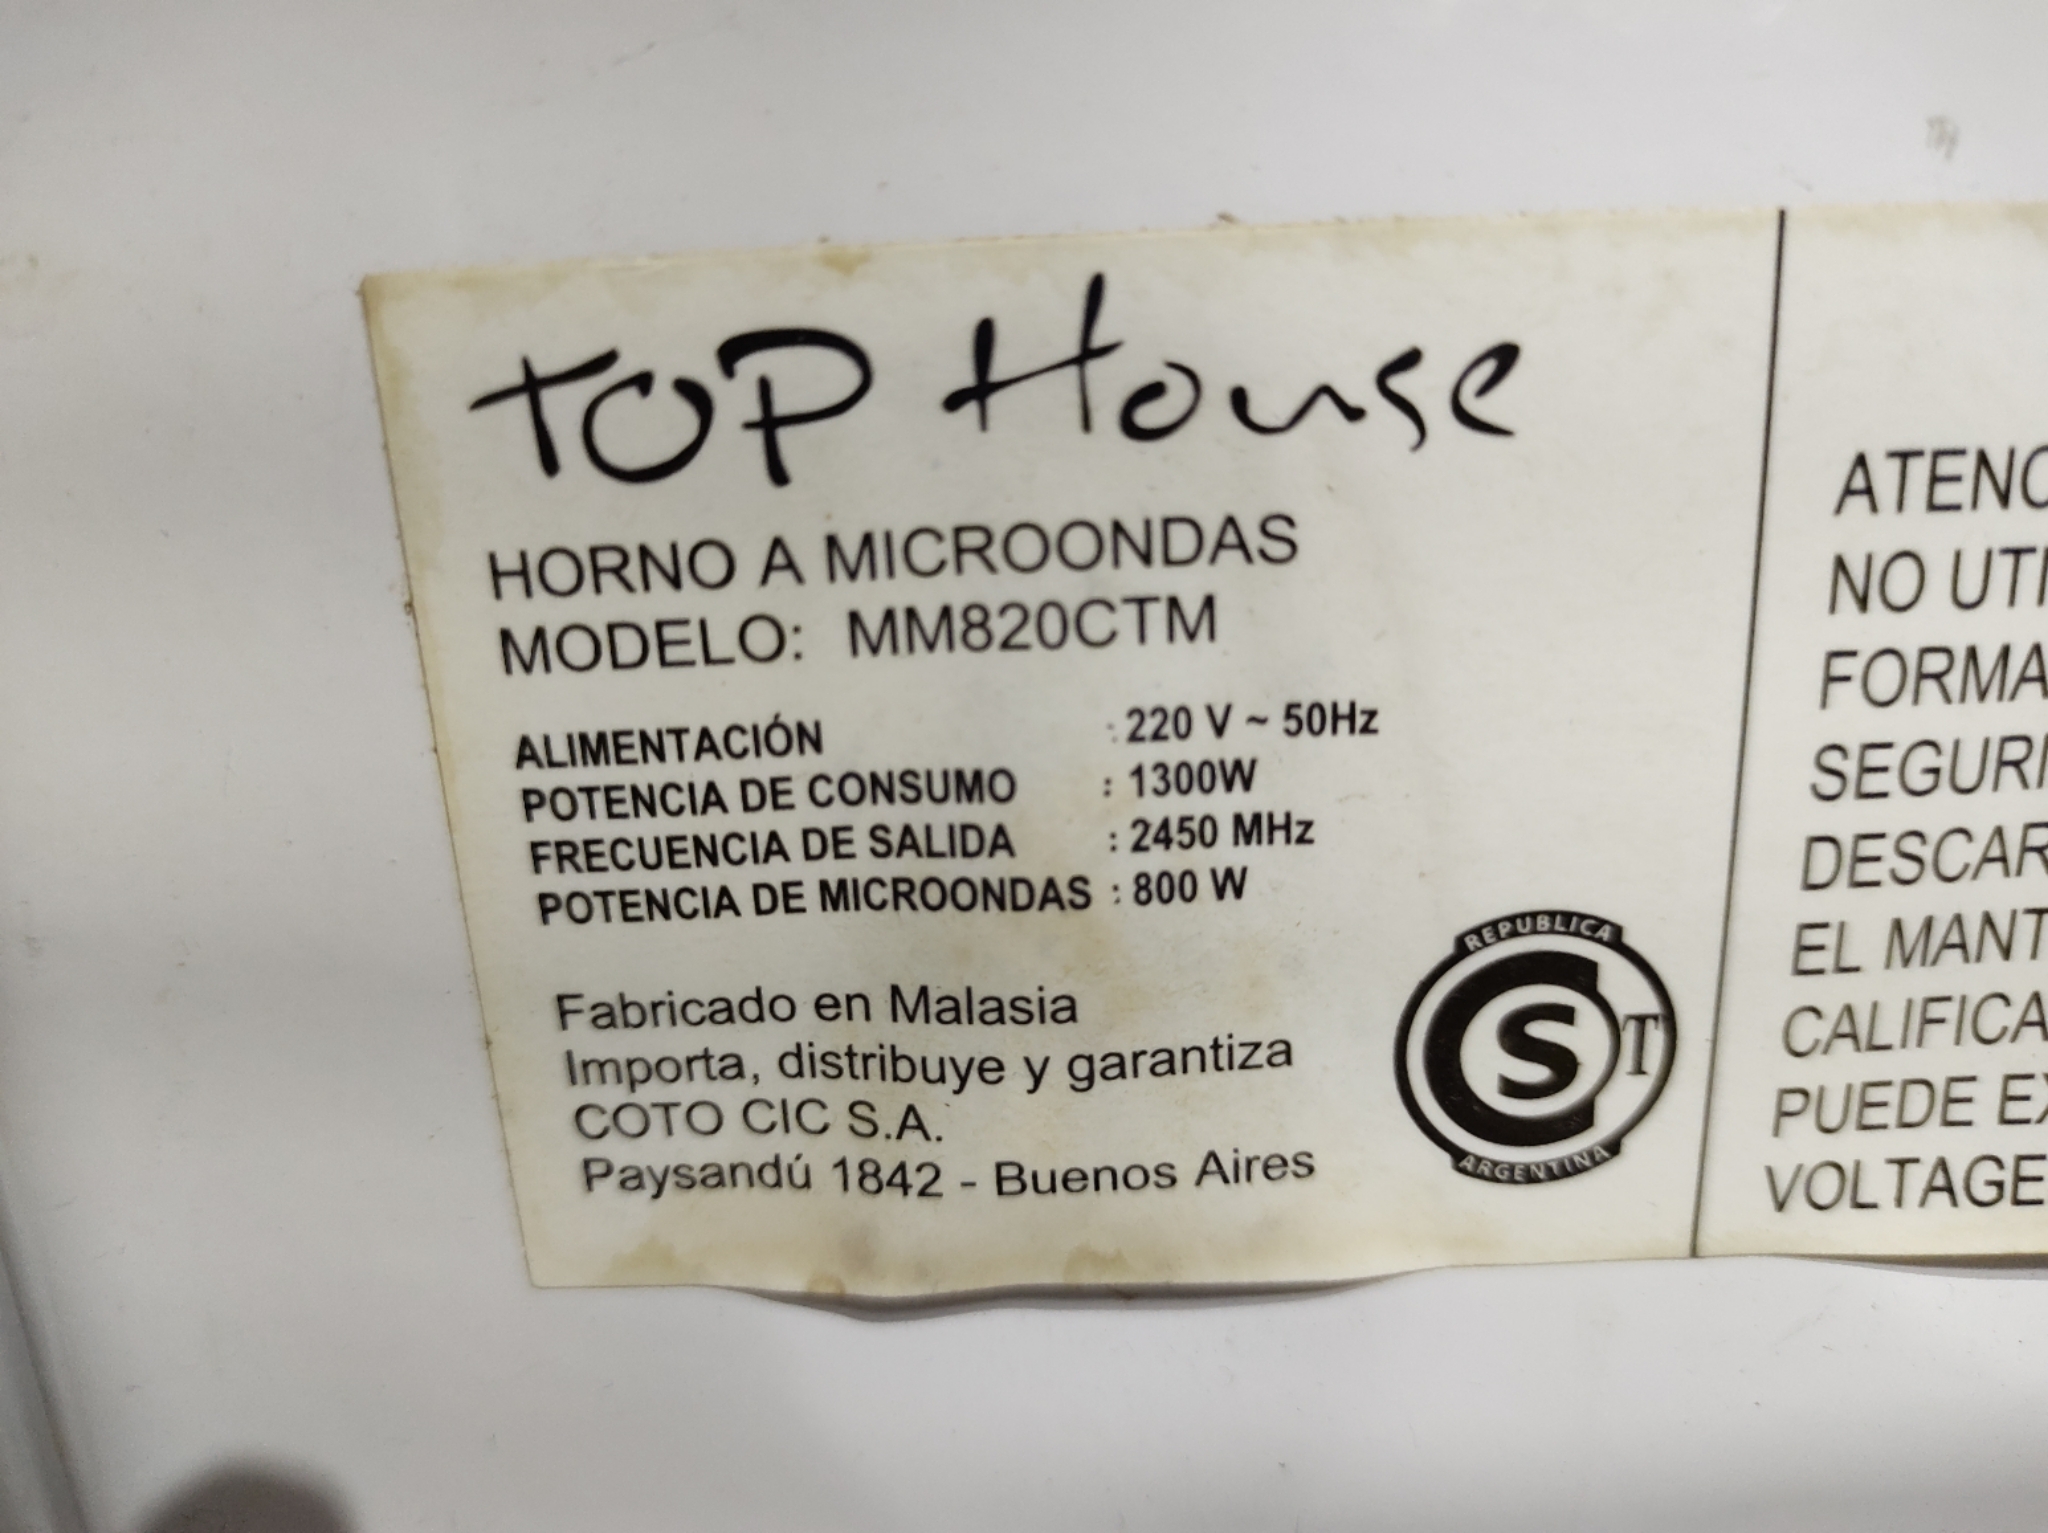 TOP House
HORNO A MICROONDAS
MODELO: MM820CTM
ALIMENTACIÓN : 220 V ~ 50Hz
POTENCIA DE CONSUMO : 1300W
FRECUENCIA DE SALIDA : 2450 MHz
POTENCIA DE MICROONDAS : 800 W
Fabricado en Malasia
Importa, distribuye y garantiza
COTO CIC S.A.
Paysandú 1842 - Buenos Aires
REPUBLICA
S T
ARGENTINA
ATENC
NO UTI
FORMA
SEGURI
DESCAR
EL MANT
CALIFICA
PUEDE EX
VOLTAGE